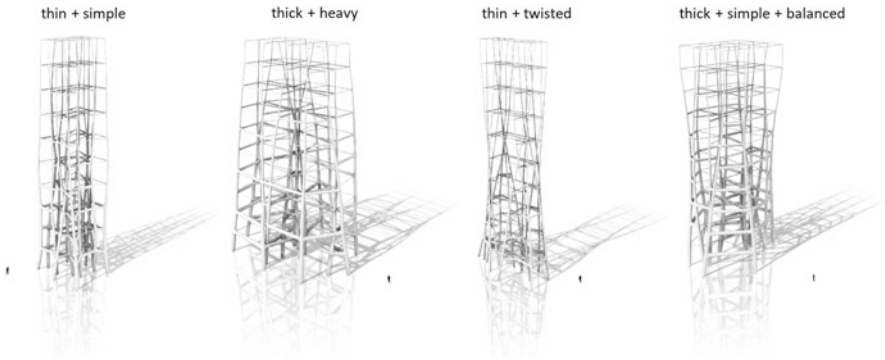 thin + simple
thick + heavy
thin + twisted
thick + simple + balanced